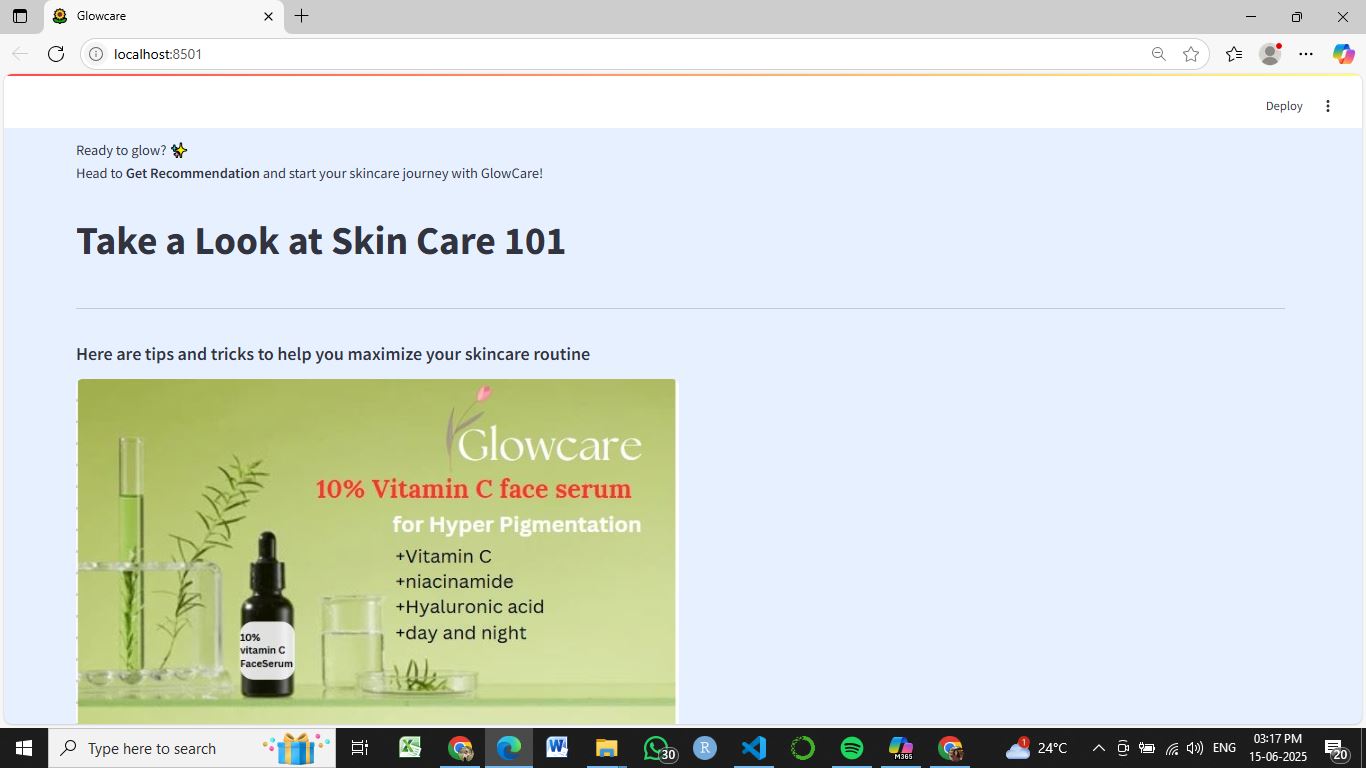 Glowcare
localhost:8501
Deploy
Ready to glow? ✨
Head to Get Recommendation and start your skincare journey with GlowCare!
Take a Look at Skin Care 101
Here are tips and tricks to help you maximize your skincare routine
Glowcare
10% Vitamin C face serum
for Hyper Pigmentation
+Vitamin C
+niacinamide
+Hyaluronic acid
+day and night
10%
vitamin C
FaceSerum
Type here to search
30
R
M365
1
24°C
ENG
03:17 PM
15-06-2025
20